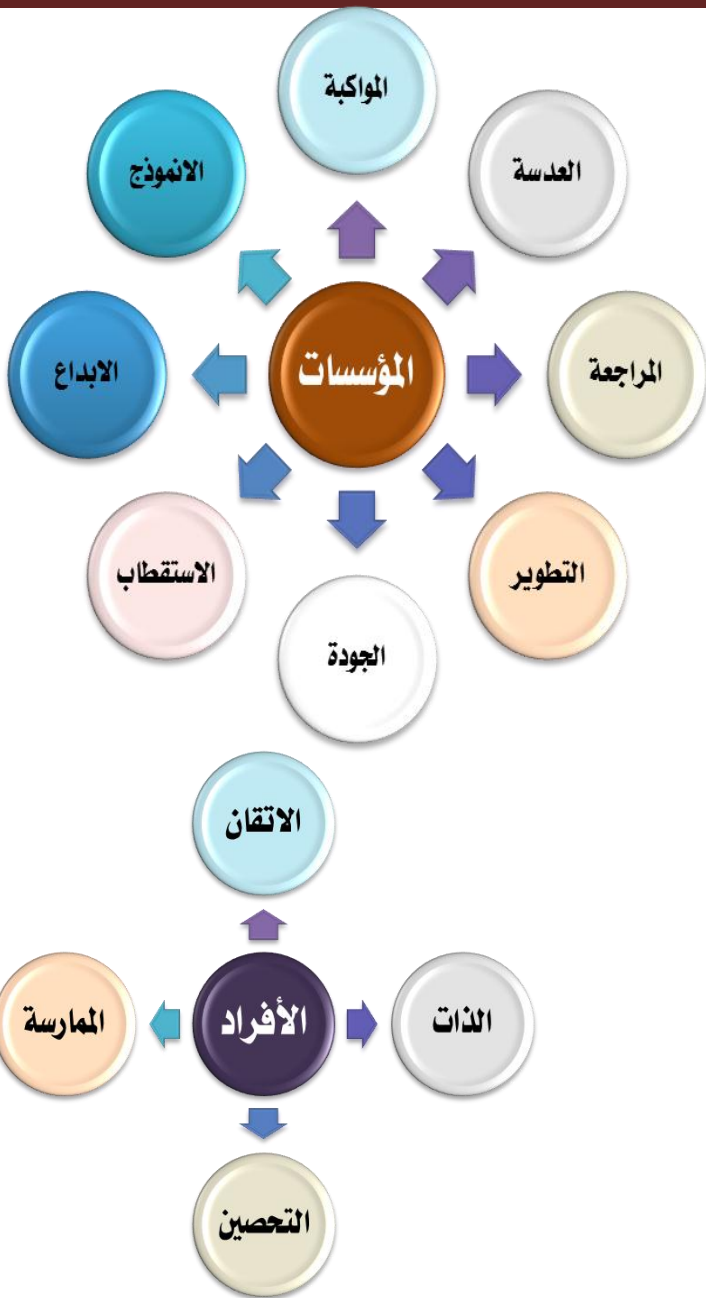 المواكبة
العدسة
الانموذج
المؤسسات
المراجعة
الابداع
التطوير
الاستقطاب
الجودة
الاتقان
الأفراد
الذات
الممارسة
التحصين